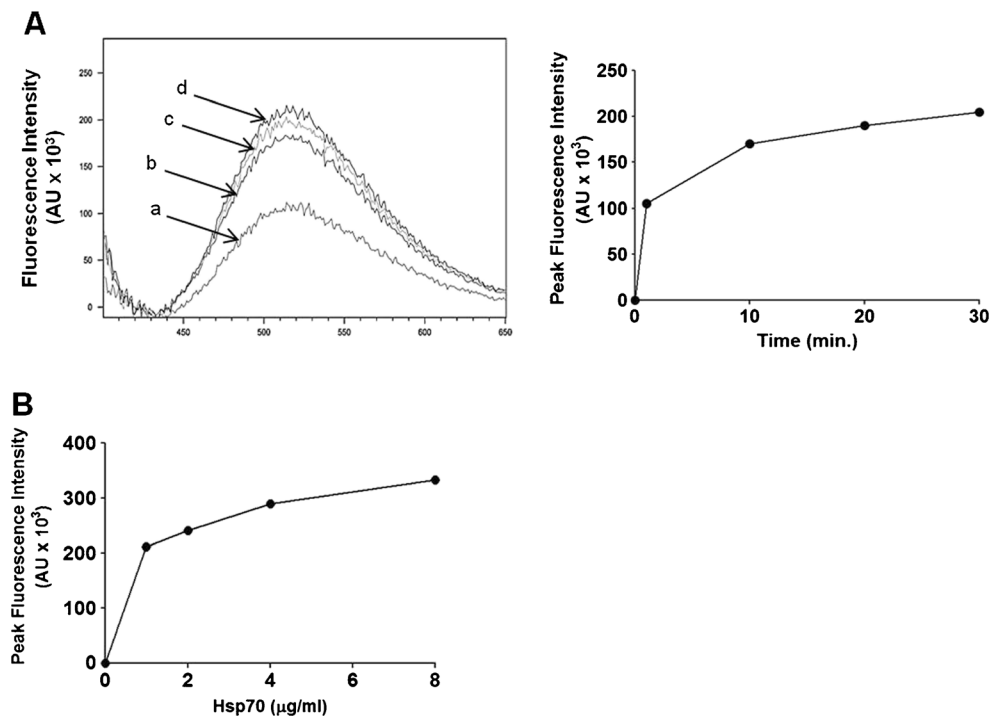 A
Fluorescence Intensity
(AU x 10³)
250
200
150
100
50
0
450
500
550
600
650
d
c
b
a
Peak Fluorescence Intensity
(AU x 10³)
250
200
150
100
50
0
0
10
20
30
Time (min.)
B
Peak Fluorescence Intensity
(AU x 10³)
400
300
200
100
0
0
2
4
6
8
Hsp70 (μg/ml)